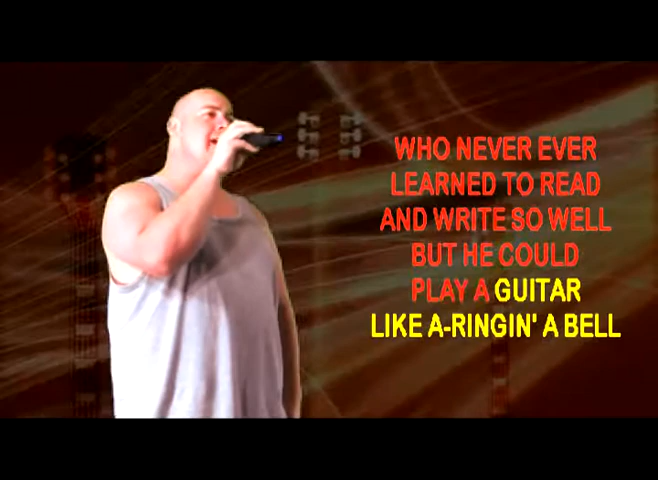 WHO NEVER EVER
LEARNED TO READ
AND WRITE SO WELL
BUT HE COULD
PLAY A GUITAR
LIKE A-RINGIN' A BELL